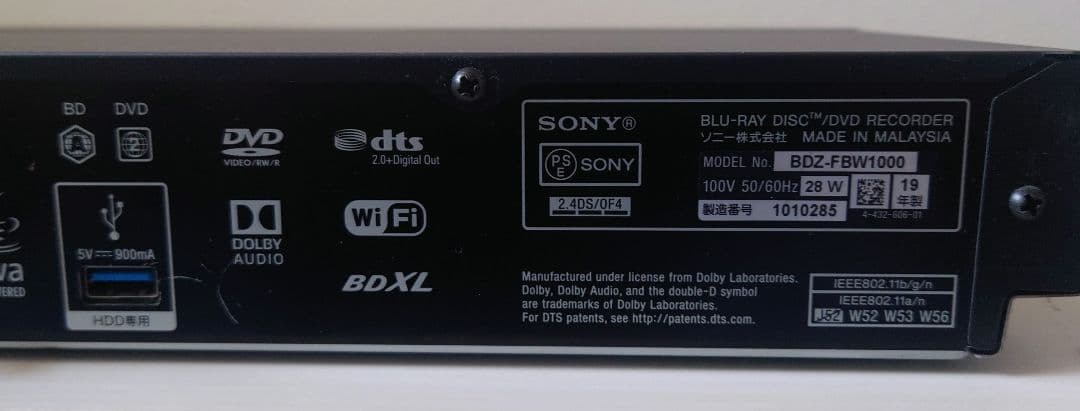 BD DVD
A 2
DVD
VIDEO/RW/R
dts
2.0+Digital Out
5V 900mA
HDD専用
DOLBY
AUDIO
Wi Fi
BDXL
SONY®
PS
E SONY
2.4DS/OF4
BLU-RAY DISC™/DVD RECORDER
ソニー株式会社 MADE IN MALAYSIA
MODEL No. BDZ-FBW1000
100V 50/60Hz 28 W 19
年製
製造番号 1010285 4-432-606-01
Manufactured under license from Dolby Laboratories.
Dolby, Dolby Audio, and the double-D symbol
are trademarks of Dolby Laboratories.
For DTS patents, see http://patents.dts.com.
IEEE802.11b/g/n
IEEE802.11a/n
J52 W52 W53 W56